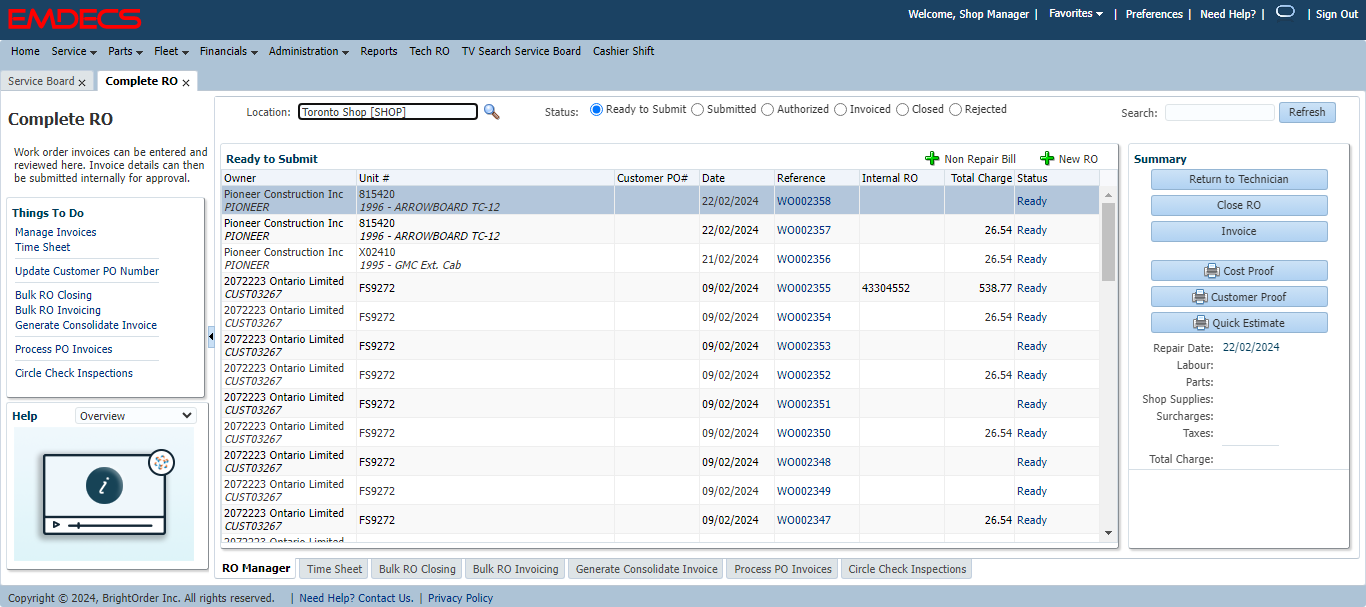 EMDECS
Welcome, Shop Manager | Favorites | Preferences | Need Help? | | Sign Out
Home Service Parts Fleet Financials Administration Reports Tech RO TV Search Service Board Cashier Shift
Service Board x Complete RO x
Complete RO
Work order invoices can be entered and
reviewed here. Invoice details can then
be submitted internally for approval.
Things To Do
Manage Invoices
Time Sheet
Update Customer PO Number
Bulk RO Closing
Bulk RO Invoicing
Generate Consolidate Invoice
Process PO Invoices
Circle Check Inspections
Help Overview
i
Location: Toronto Shop [SHOP] Status: Ready to Submit Submitted Authorized Invoiced Closed Rejected Search: Refresh
Ready to Submit Non Repair Bill New RO
Owner Unit # Customer PO# Date Reference Internal RO Total Charge Status
Pioneer Construction Inc 815420
PIONEER 1996 - ARROWBOARD TC-12 22/02/2024 WO002358 Ready
Pioneer Construction Inc 815420
PIONEER 1996 - ARROWBOARD TC-12 22/02/2024 WO002357 26.54 Ready
Pioneer Construction Inc X02410
PIONEER 1995 - GMC Ext. Cab 21/02/2024 WO002356 26.54 Ready
2072223 Ontario Limited
CUST03267 FS9272 09/02/2024 WO002355 43304552 538.77 Ready
2072223 Ontario Limited
CUST03267 FS9272 09/02/2024 WO002354 26.54 Ready
2072223 Ontario Limited
CUST03267 FS9272 09/02/2024 WO002353 Ready
2072223 Ontario Limited
CUST03267 FS9272 09/02/2024 WO002352 26.54 Ready
2072223 Ontario Limited
CUST03267 FS9272 09/02/2024 WO002351 Ready
2072223 Ontario Limited
CUST03267 FS9272 09/02/2024 WO002350 26.54 Ready
2072223 Ontario Limited
CUST03267 FS9272 09/02/2024 WO002348 Ready
2072223 Ontario Limited
CUST03267 FS9272 09/02/2024 WO002349 Ready
2072223 Ontario Limited
CUST03267 FS9272 09/02/2024 WO002347 26.54 Ready
2072223 Ontario Limited
Summary
Return to Technician
Close RO
Invoice
Cost Proof
Customer Proof
Quick Estimate
Repair Date: 22/02/2024
Labour:
Parts:
Shop Supplies:
Surcharges:
Taxes:
Total Charge:
RO Manager Time Sheet Bulk RO Closing Bulk RO Invoicing Generate Consolidate Invoice Process PO Invoices Circle Check Inspections
Copyright © 2024, BrightOrder Inc. All rights reserved. | Need Help? Contact Us. | Privacy Policy